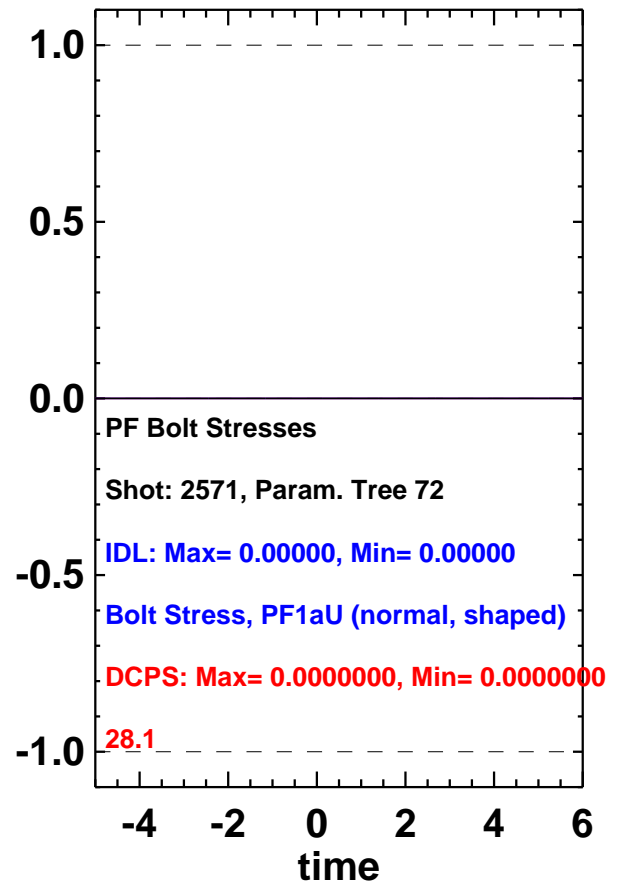 1.0
0.5
0.0
PF Bolt Stresses
Shot: 2571, Param. Tree 72
IDL: Max= 0.00000, Min= 0.00000
-0.5
Bolt Stress, PF1aU (normal, shaped)
DCPS: Max= 0.0000000, Min= 0.0000000
28.1
-1.0
-4 -2 0 2 4 6
time